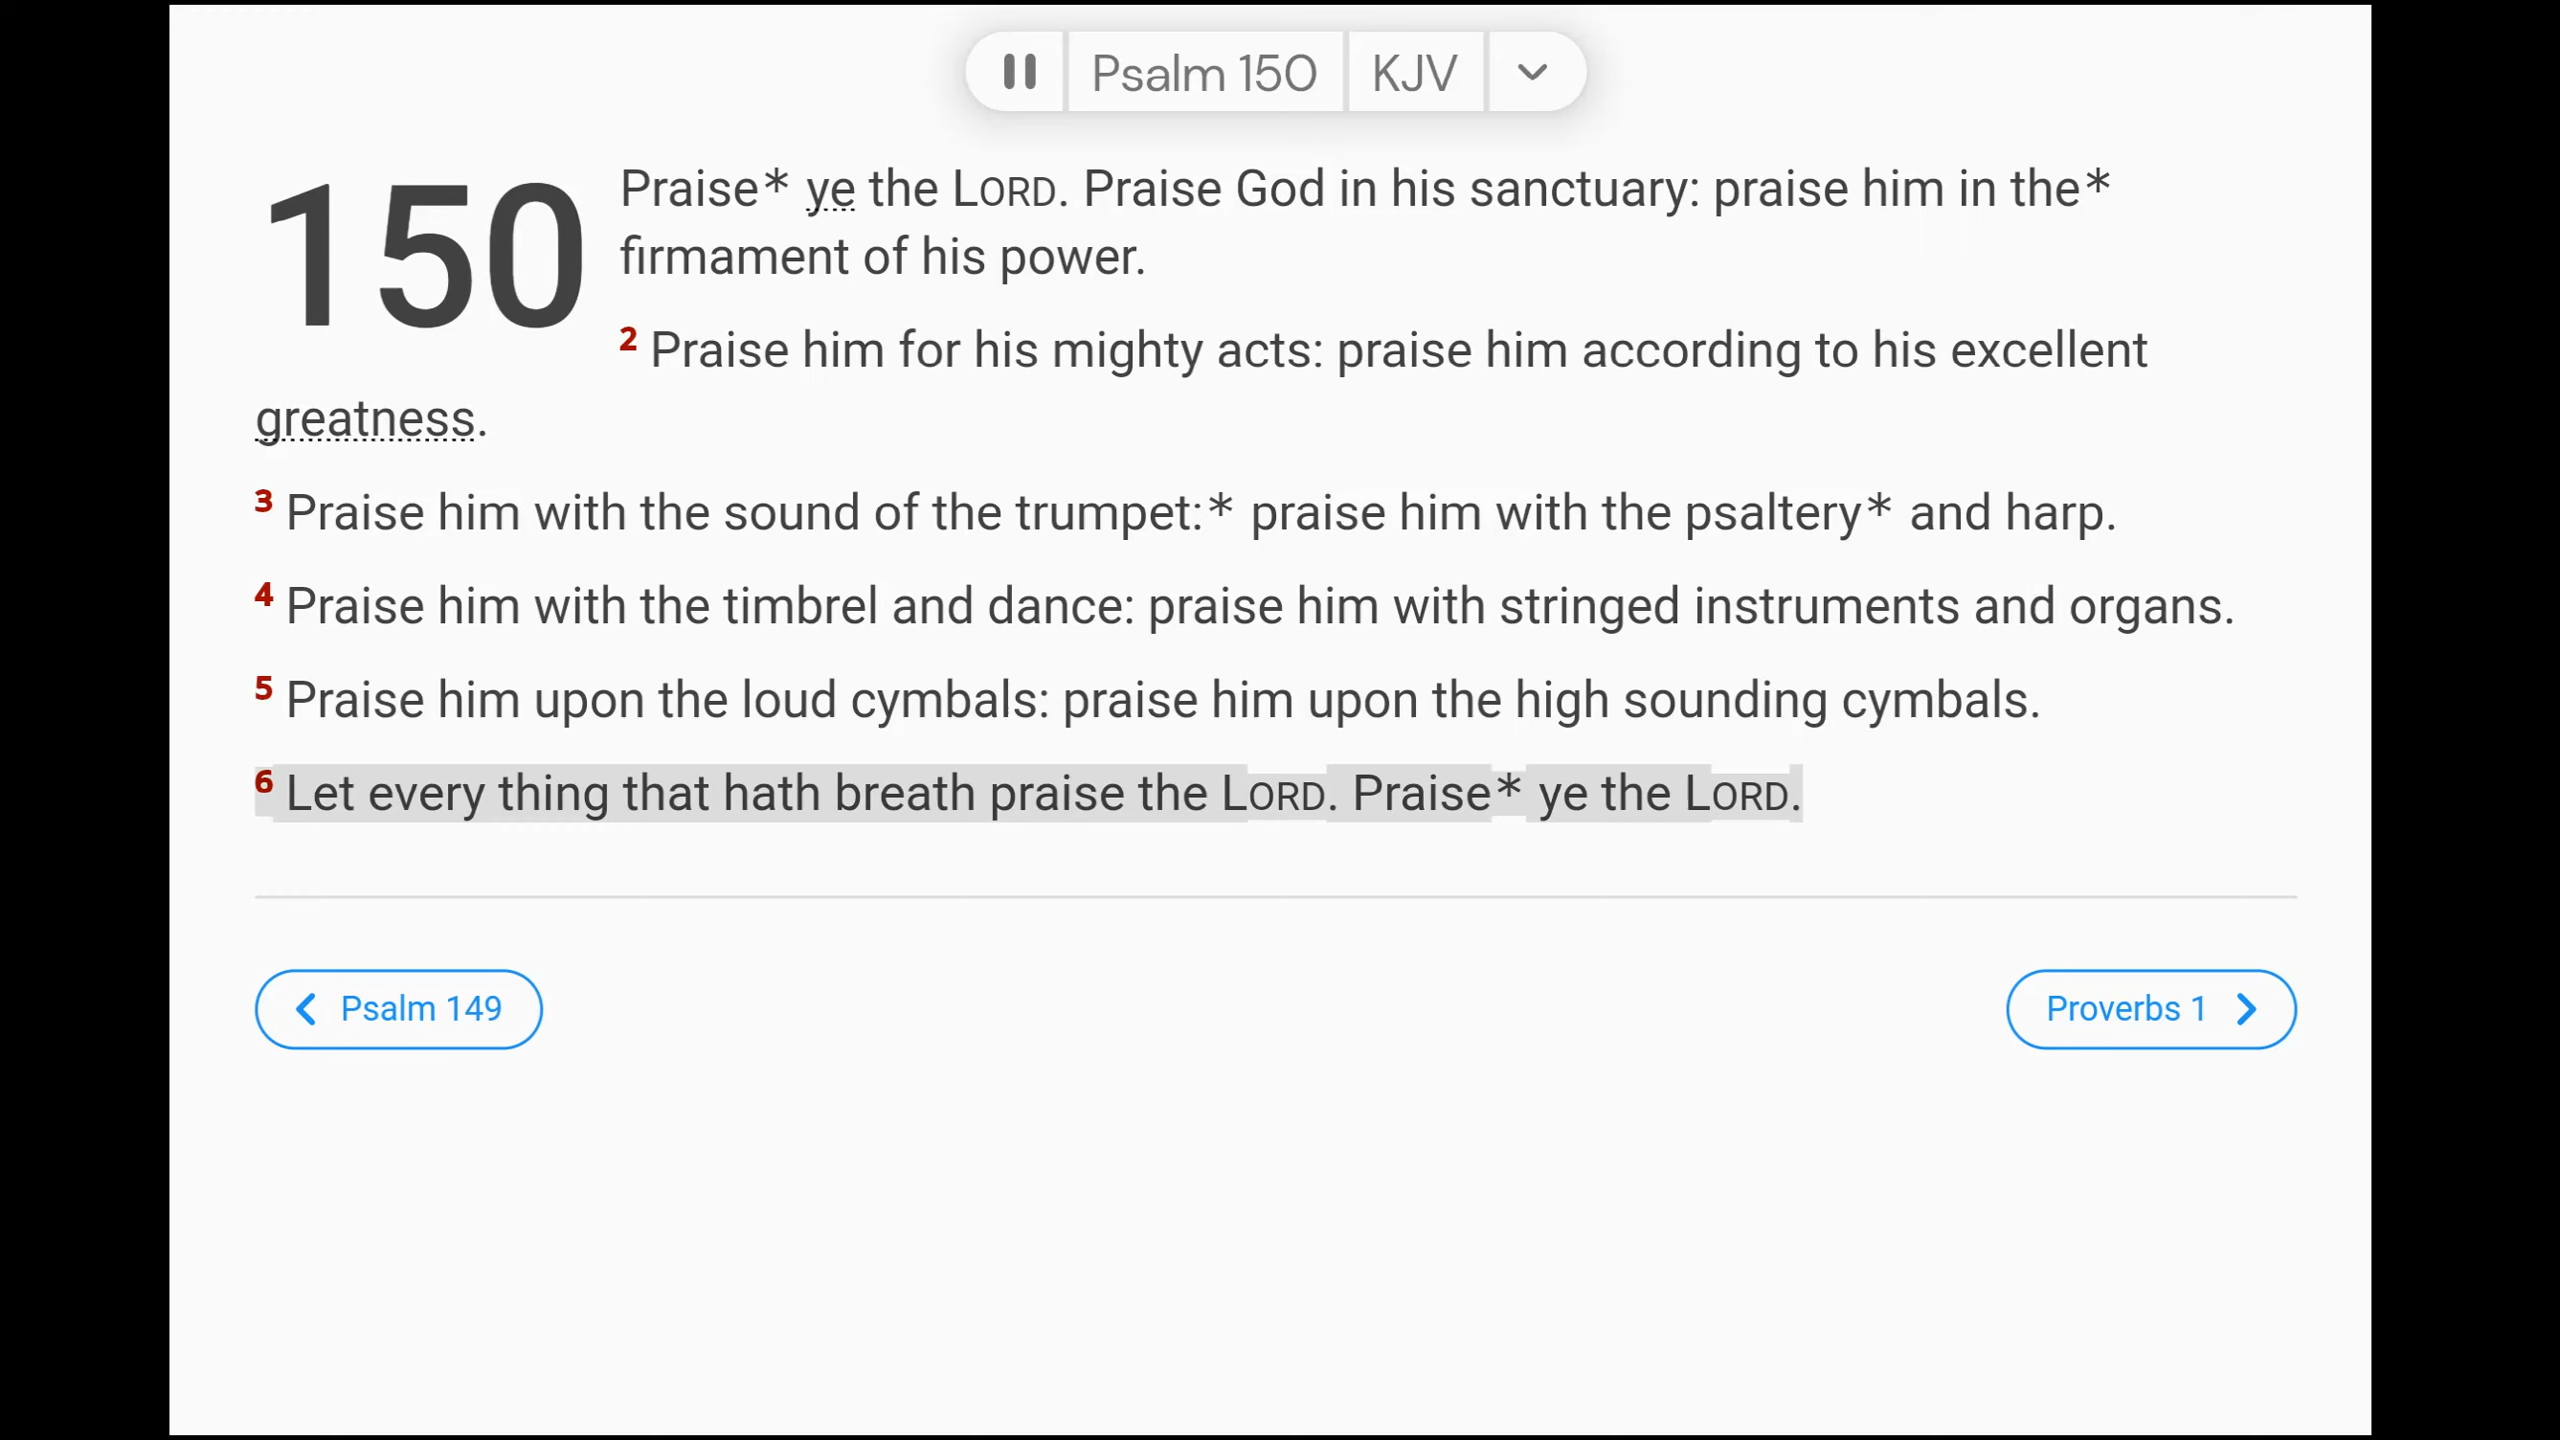 Psalm 150 KJV
150
Praise* ye the LORD. Praise God in his sanctuary: praise him in the*
firmament of his power.
2 Praise him for his mighty acts: praise him according to his excellent
greatness.
3 Praise him with the sound of the trumpet:* praise him with the psaltery* and harp.
4 Praise him with the timbrel and dance: praise him with stringed instruments and organs.
5 Praise him upon the loud cymbals: praise him upon the high sounding cymbals.
6 Let every thing that hath breath praise the LORD. Praise* ye the LORD.
Psalm 149
Proverbs 1